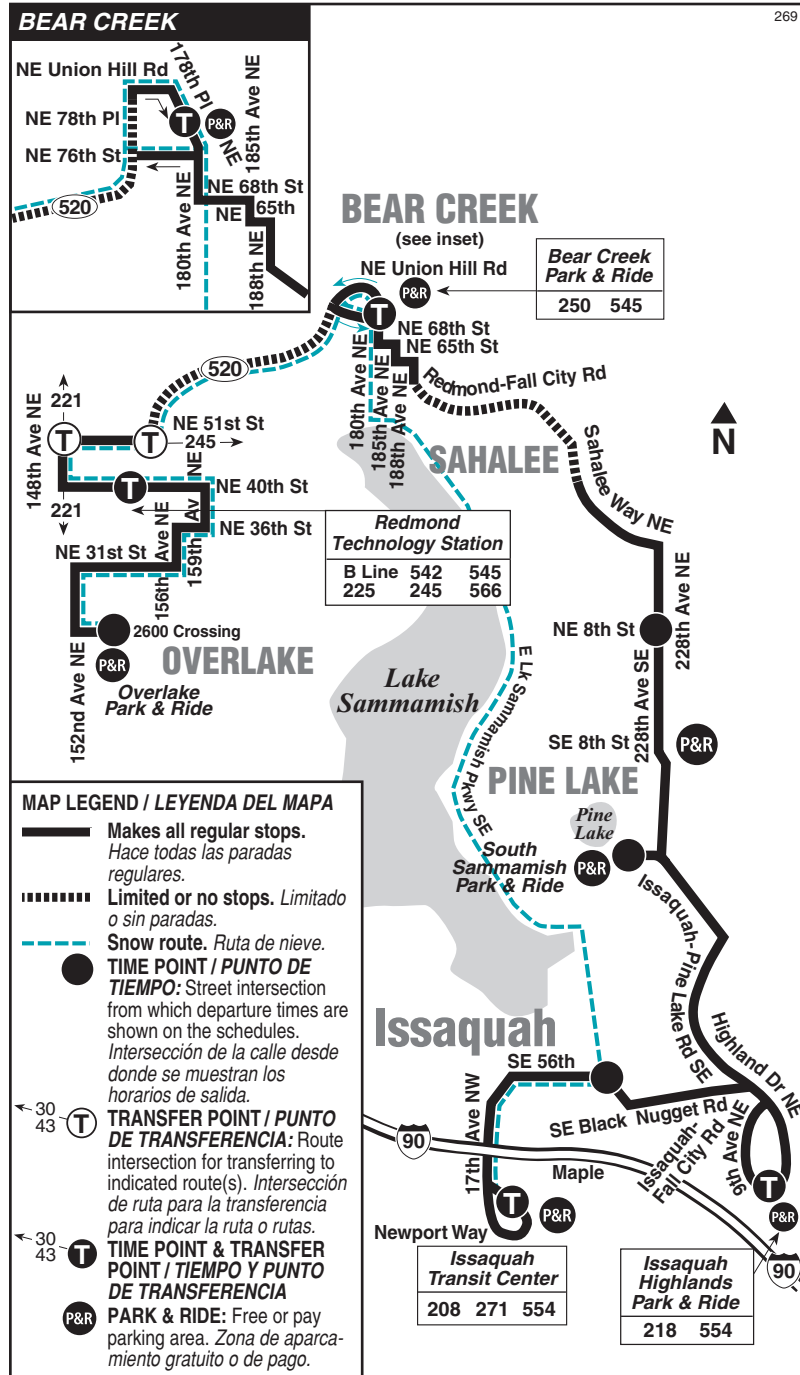 269
BEAR CREEK
NE Union Hill Rd
178th Pl NE
185th Ave NE
NE 78th Pl
T
P&R
NE 76th St
520
180th Ave NE
NE 68th St
NE 65th
188th NE
BEAR CREEK
(see inset)
NE Union Hill Rd
P&R
Bear Creek
Park & Ride
250 545
T
NE 68th St
NE 65th St
520
180th Ave NE
185th Ave NE
188th Ave NE
Redmond-Fall City Rd
N
221
148th Ave NE
T
T
NE 51st St
245
SAHALEE
Sahalee Way NE
T
NE 40th St
221
159th Av NE
NE 36th St
156th Ave NE
NE 31st St
Redmond
Technology Station
B Line 542 545
225 245 566
228th Ave NE
NE 8th St
2600 Crossing
OVERLAKE
P&R
Overlake
Park & Ride
152nd Ave NE
Lake
Sammamish
E Lk Sammamish Pkwy SE
228th Ave SE
SE 8th St
P&R
PINE LAKE
Pine
Lake
South
Sammamish
Park & Ride
P&R
Issaquah-Pine Lake Rd SE
Issaquah
SE 56th
Highland Dr NE
SE Black Nugget Rd
17th Ave NW
90
Maple
Issaquah-
Fall City Rd
9th Ave NE
T
P&R
T
P&R
Newport Way
90
Issaquah
Transit Center
208 271 554
Issaquah
Highlands
Park & Ride
218 554
MAP LEGEND / LEYENDA DEL MAPA
Makes all regular stops.
Hace todas las paradas
regulares.
Limited or no stops. Limitado
o sin paradas.
Snow route. Ruta de nieve.
TIME POINT / PUNTO DE
TIEMPO: Street intersection
from which departure times are
shown on the schedules.
Intersección de la calle desde
donde se muestran los
horarios de salida.
30
43
T
TRANSFER POINT / PUNTO
DE TRANSFERENCIA: Route
intersection for transferring to
indicated route(s). Intersección
de ruta para la transferencia
para indicar la ruta o rutas.
30
43
T
TIME POINT & TRANSFER
POINT / TIEMPO Y PUNTO
DE TRANSFERENCIA
P&R
PARK & RIDE: Free or pay
parking area. Zona de aparca-
miento gratuito o de pago.